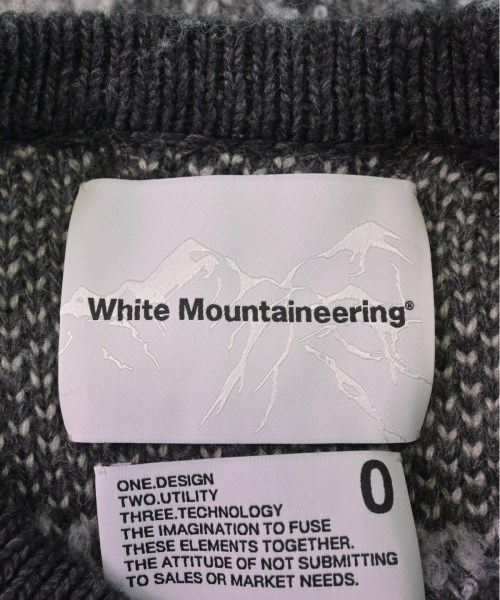 White Mountaineering®
0
ONE.DESIGN
TWO.UTILITY
THREE.TECHNOLOGY
THE IMAGINATION TO FUSE
THESE ELEMENTS TOGETHER.
THE ATTITUDE OF NOT SUBMITTING
TO SALES OR MARKET NEEDS.